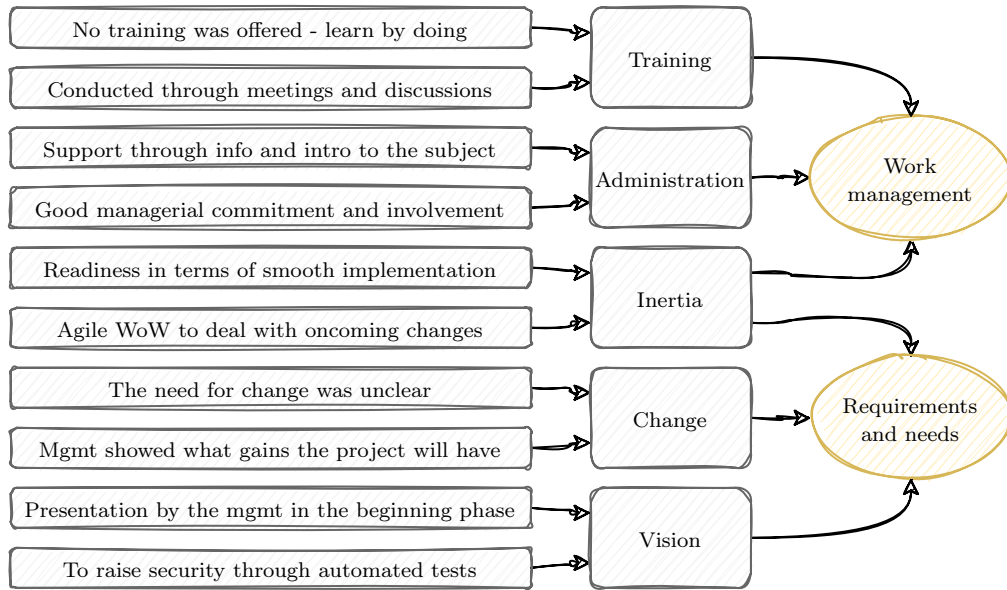 No training was offered - learn by doing
Conducted through meetings and discussions
Training
Support through info and intro to the subject
Good managerial commitment and involvement
Administration
Work
management
Readiness in terms of smooth implementation
Agile WoW to deal with oncoming changes
Inertia
The need for change was unclear
Mgmt showed what gains the project will have
Change
Requirements
and needs
Presentation by the mgmt in the beginning phase
To raise security through automated tests
Vision